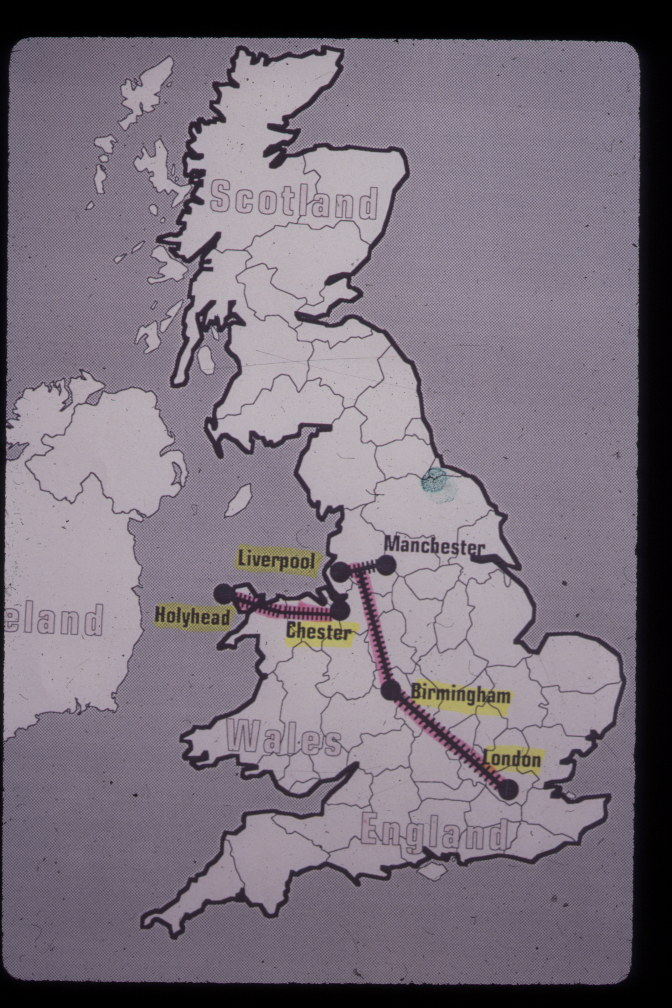 Scotland
Manchester
Liverpool
eland
Holyhead
Chester
Birmingham
Wales
London
England